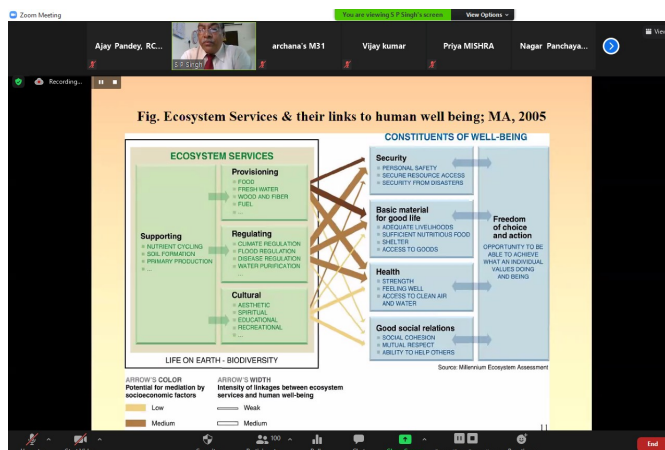 Zoom Meeting
You are viewing S P Singh's screen
View Options
View
Ajay Pandey, RC...
S P Singh
archana's M31
Vijay kumar
Priya MISHRA
Nagar Panchaya...
Recording...
Fig. Ecosystem Services & their links to human well being; MA, 2005
CONSTITUENTS OF WELL-BEING
ECOSYSTEM SERVICES
Supporting
NUTRIENT CYCLING
SOIL FORMATION
PRIMARY PRODUCTION
...
Provisioning
FOOD
FRESH WATER
WOOD AND FIBER
FUEL
...
Regulating
CLIMATE REGULATION
FLOOD REGULATION
DISEASE REGULATION
WATER PURIFICATION
...
Cultural
AESTHETIC
SPIRITUAL
EDUCATIONAL
RECREATIONAL
...
LIFE ON EARTH - BIODIVERSITY
Security
PERSONAL SAFETY
SECURE RESOURCE ACCESS
SECURITY FROM DISASTERS
Basic material
for good life
ADEQUATE LIVELIHOODS
SUFFICIENT NUTRITIOUS FOOD
SHELTER
ACCESS TO GOODS
Health
STRENGTH
FEELING WELL
ACCESS TO CLEAN AIR
AND WATER
Good social relations
SOCIAL COHESION
MUTUAL RESPECT
ABILITY TO HELP OTHERS
Freedom
of choice
and action
OPPORTUNITY TO BE
ABLE TO ACHIEVE
WHAT AN INDIVIDUAL
VALUES DOING
AND BEING
Source: Millennium Ecosystem Assessment
ARROW'S COLOR
Potential for mediation by
socioeconomic factors
Low
Medium
ARROW'S WIDTH
Intensity of linkages between ecosystem
services and human well-being
Weak
Medium
100
End